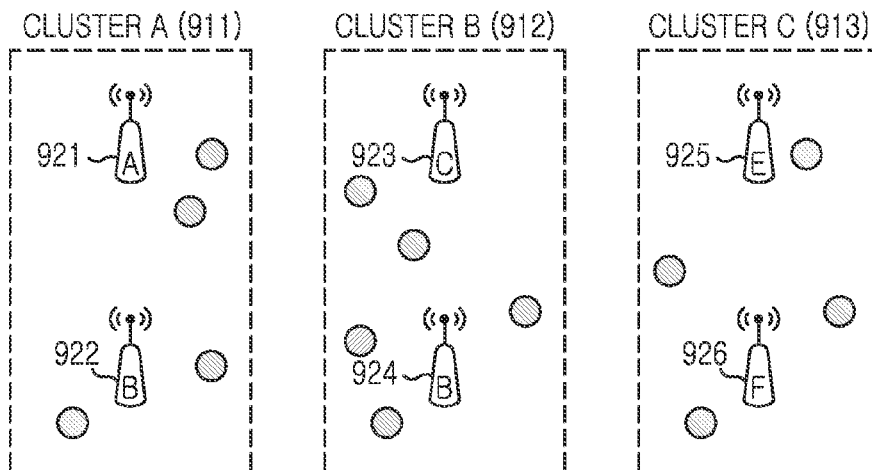 CLUSTER A (911) CLUSTER B (912) CLUSTER C (913)
921 A 923 C 925 E
922 B 924 B 926 F